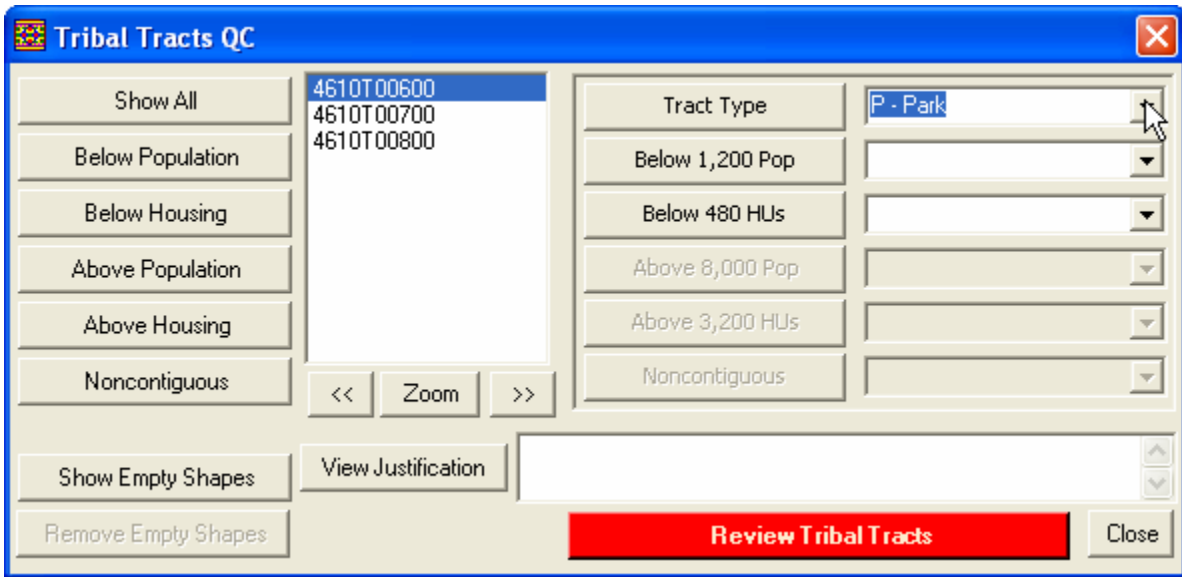 Tribal Tracts QC
Show All
Below Population
Below Housing
Above Population
Above Housing
Noncontiguous
Show Empty Shapes
Remove Empty Shapes
4610T00600
4610T00700
4610T00800
<< Zoom >>
Tract Type P - Park
Below 1,200 Pop
Below 480 HUs
Above 8,000 Pop
Above 3,200 HUs
Noncontiguous
View Justification
Review Tribal Tracts
Close